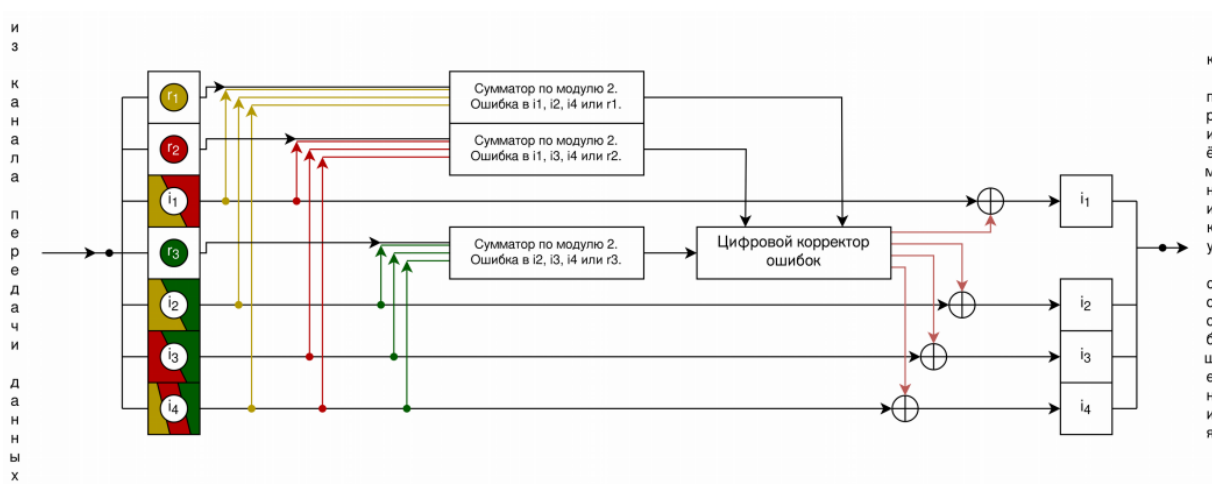 из канала передачи данных
r₁
r₂
i₁
r₃
i₂
i₃
i₄
Сумматор по модулю 2.
Ошибка в i1, i2, i4 или r1.
Сумматор по модулю 2.
Ошибка в i1, i3, i4 или r2.
Сумматор по модулю 2.
Ошибка в i2, i3, i4 или r3.
Цифровой корректор
ошибок
i₁
i₂
i₃
i₄
к приёмнику сообщения